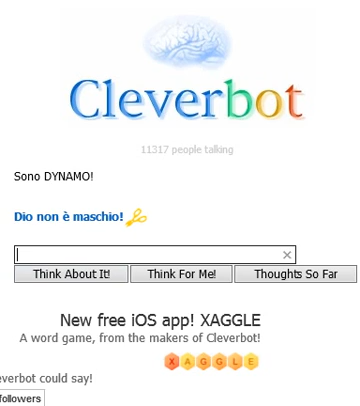 Cleverbot
11317 people talking
Sono DYNAMO!
Dio non è maschio!
Think About It! Think For Me! Thoughts So Far
New free iOS app! XAGGLE
A word game, from the makers of Cleverbot!
XAGGLE
everbot could say!
followers